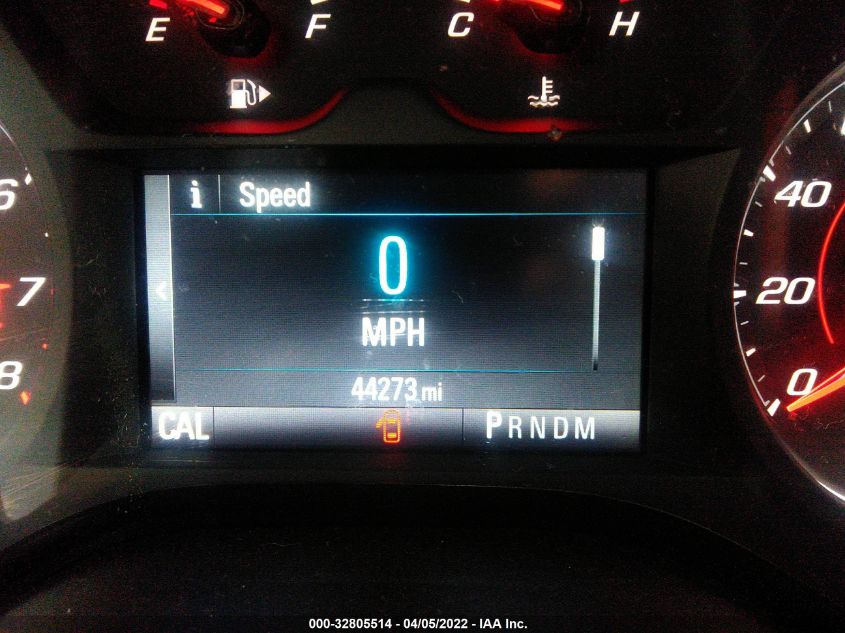 E F C H
i Speed
6
7
8
0
MPH
44273 mi
CAL PRNDM
40
20
0
000-32805514 - 04/05/2022 - IAA Inc.